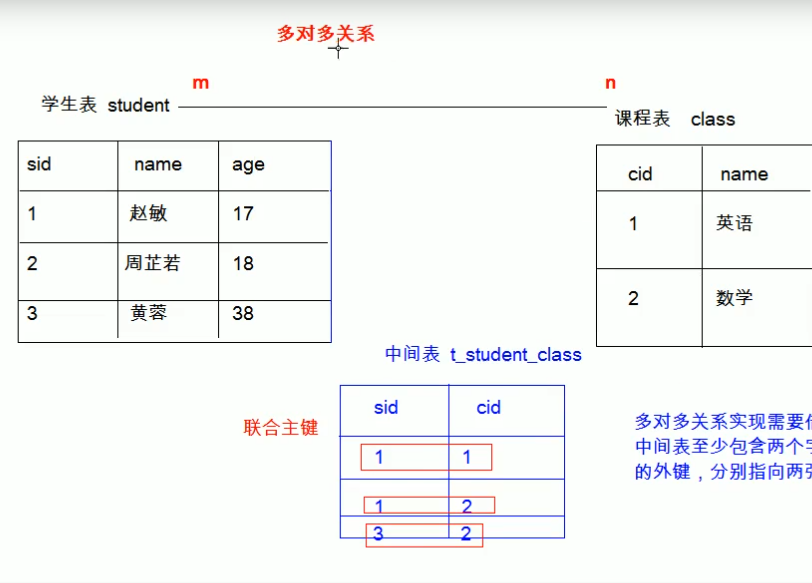 多对多关系
m
n
学生表 student
课程表 class
sid name age
1 赵敏 17
2 周芷若 18
3 黄蓉 38
cid name
1 英语
2 数学
中间表 t_student_class
联合主键
sid cid
1 1
1 2
3 2
多对多关系实现需要
中间表至少包含两个
的外键，分别指向两